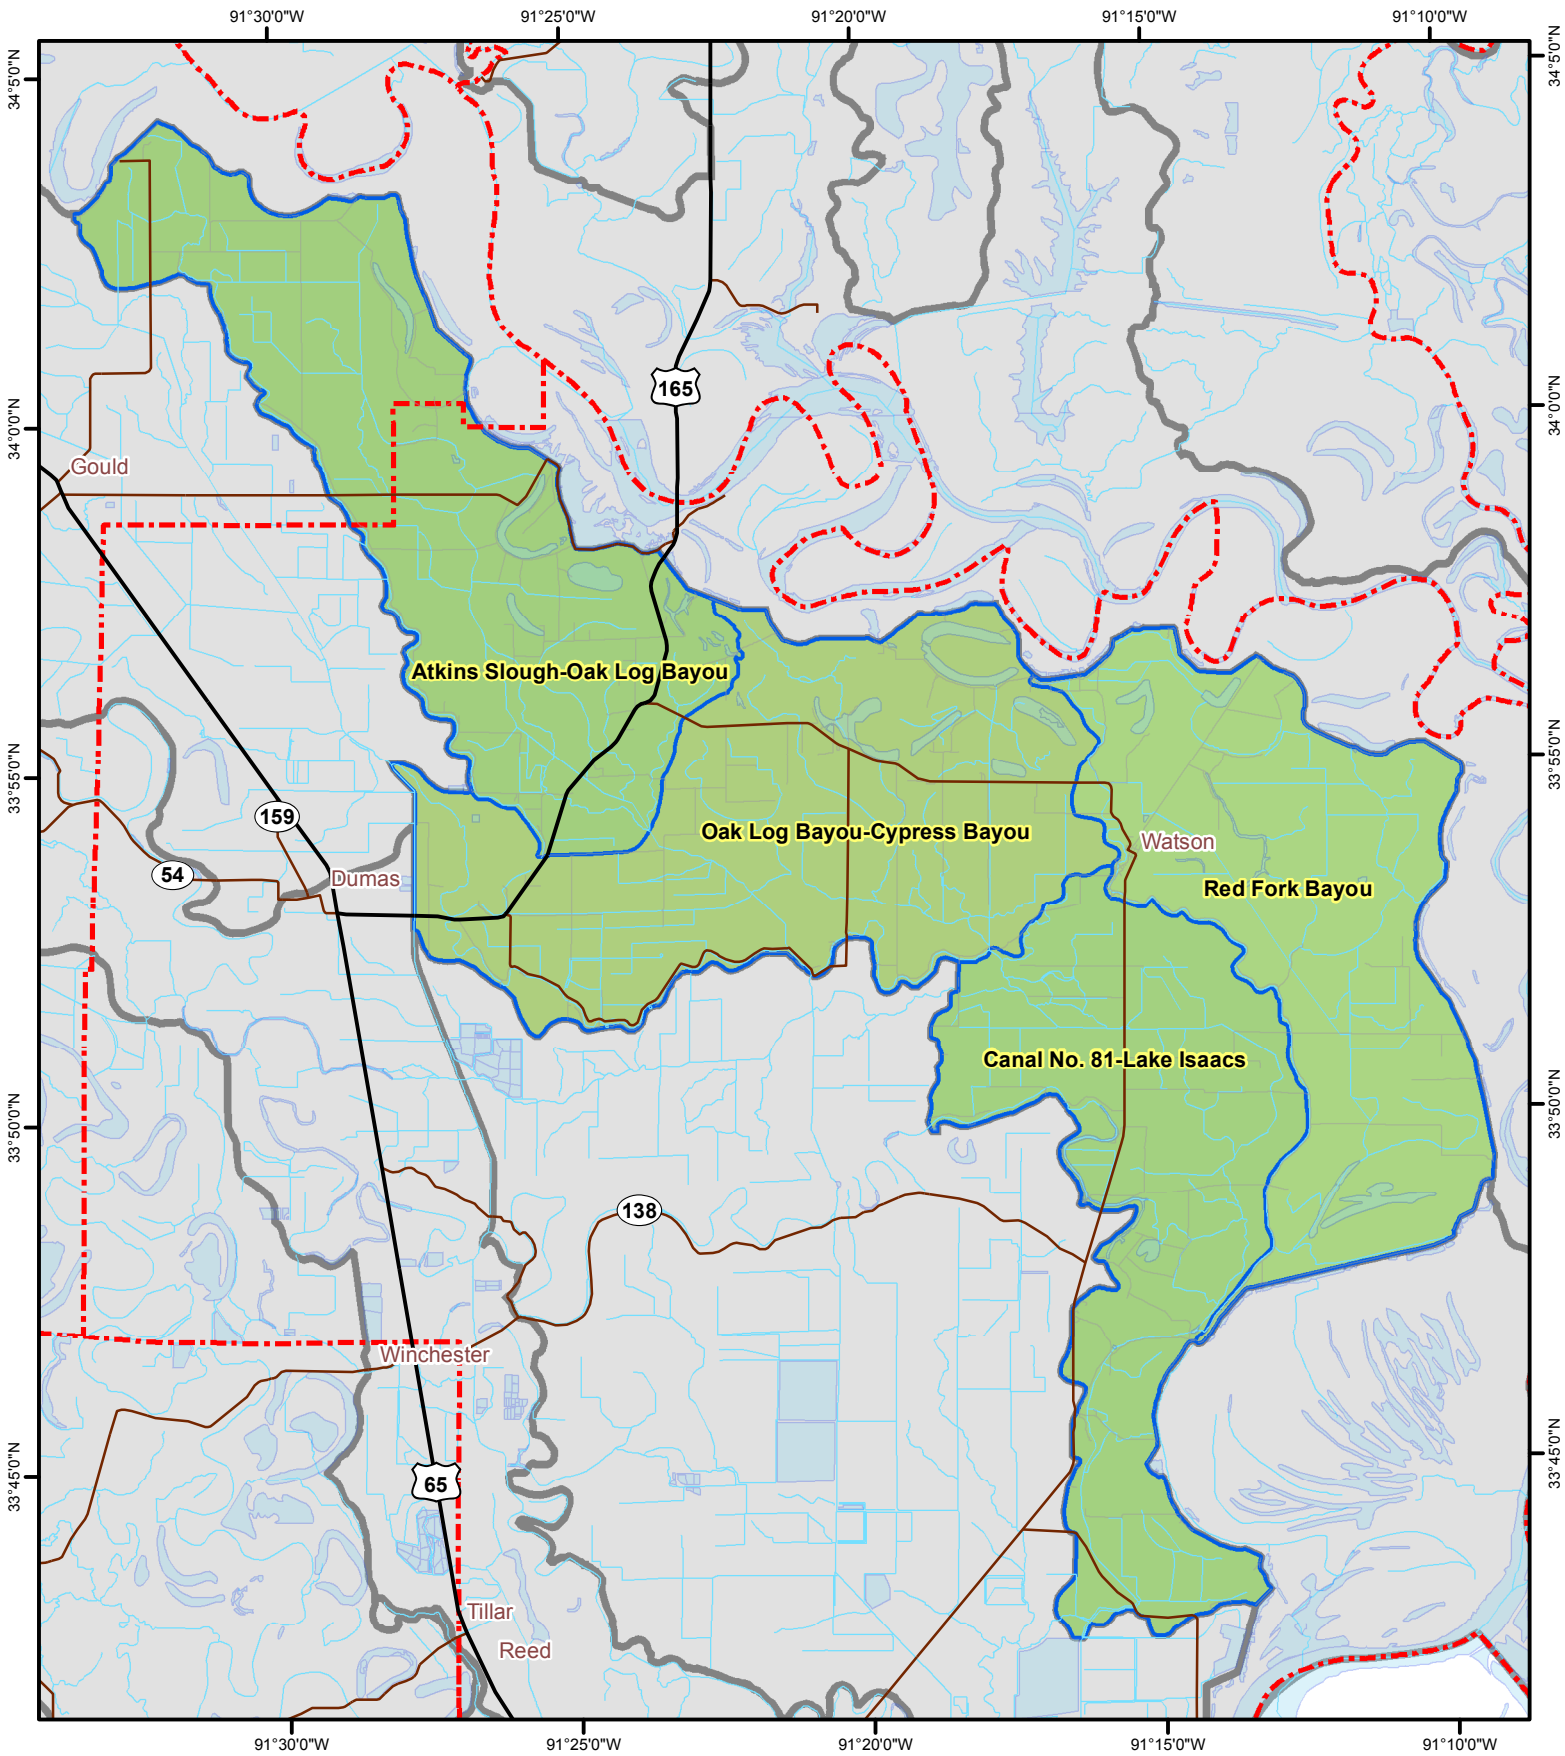 91°30'0"W
91°25'0"W
91°20'0"W
91°15'0"W
91°10'0"W
34°5'0"N
34°5'0"N
165
34°0'0"N
34°0'0"N
Gould
Atkins Slough-Oak Log Bayou
33°55'0"N
33°55'0"N
159
Oak Log Bayou-Cypress Bayou
Watson
54
Dumas
Red Fork Bayou
Canal No. 81-Lake Isaacs
33°50'0"N
33°50'0"N
138
Winchester
33°45'0"N
33°45'0"N
65
Tillar
Reed
91°30'0"W
91°25'0"W
91°20'0"W
91°15'0"W
91°10'0"W